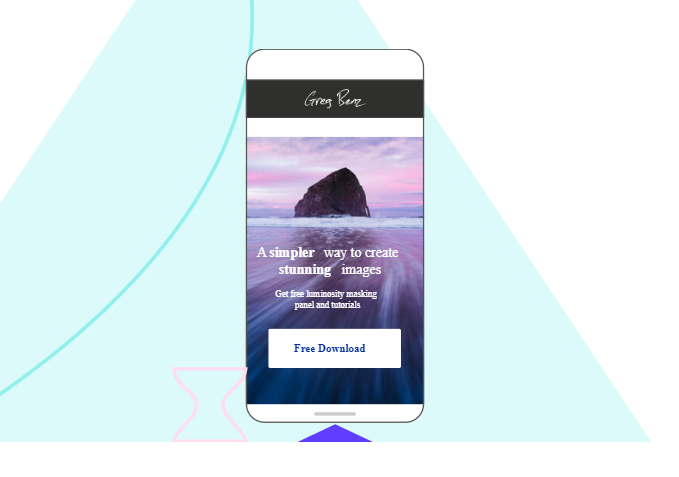 Greg Benz
A simpler way to create
stunning images
Get free luminosity masking
panel and tutorials
Free Download